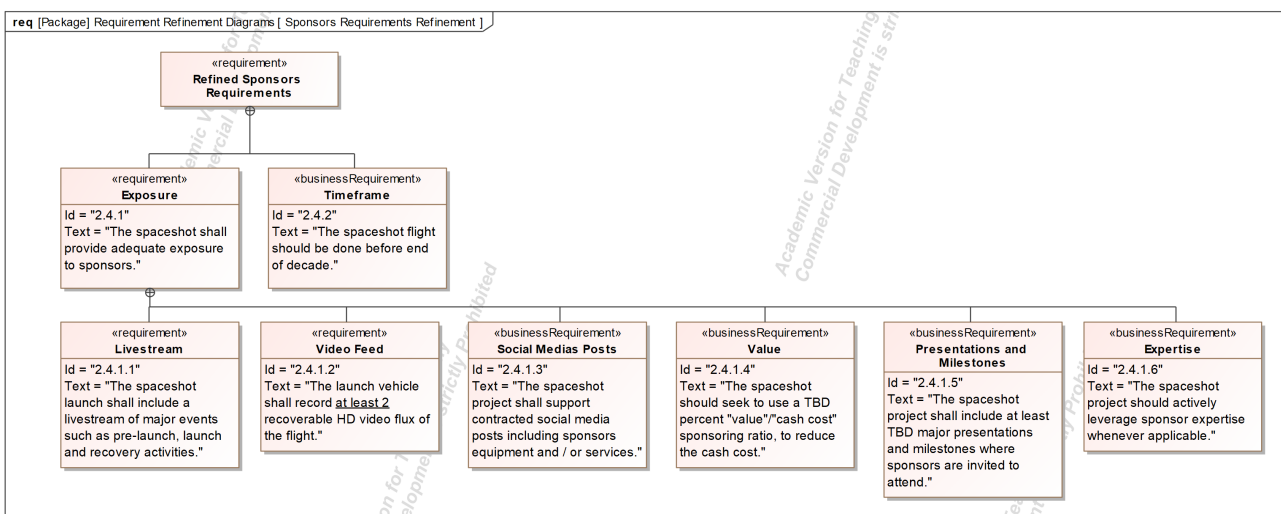 req [Package] Requirement Refinement Diagrams [ Sponsors Requirements Refinement ]
«requirement»
Refined Sponsors
Requirements
«requirement»
Exposure
Id = "2.4.1"
Text = "The spaceshot shall
provide adequate exposure
to sponsors."
«businessRequirement»
Timeframe
Id = "2.4.2"
Text = "The spaceshot flight
should be done before end
of decade."
«requirement»
Livestream
Id = "2.4.1.1"
Text = "The spaceshot
launch shall include a
livestream of major events
such as pre-launch, launch
and recovery activities."
«requirement»
Video Feed
Id = "2.4.1.2"
Text = "The launch vehicle
shall record at least 2
recoverable HD video flux of
the flight."
«businessRequirement»
Social Medias Posts
Id = "2.4.1.3"
Text = "The spaceshot
project shall support
contracted social media
posts including sponsors
equipment and / or services."
«businessRequirement»
Value
Id = "2.4.1.4"
Text = "The spaceshot
should seek to use a TBD
percent "value"/"cash cost"
sponsoring ratio, to reduce
the cash cost."
«businessRequirement»
Presentations and
Milestones
Id = "2.4.1.5"
Text = "The spaceshot
project shall include at least
TBD major presentations
and milestones where
sponsors are invited to
attend."
«businessRequirement»
Expertise
Id = "2.4.1.6"
Text = "The spaceshot
project should actively
leverage sponsor expertise
whenever applicable."
Academic Version for Teaching
Commercial Development is stri